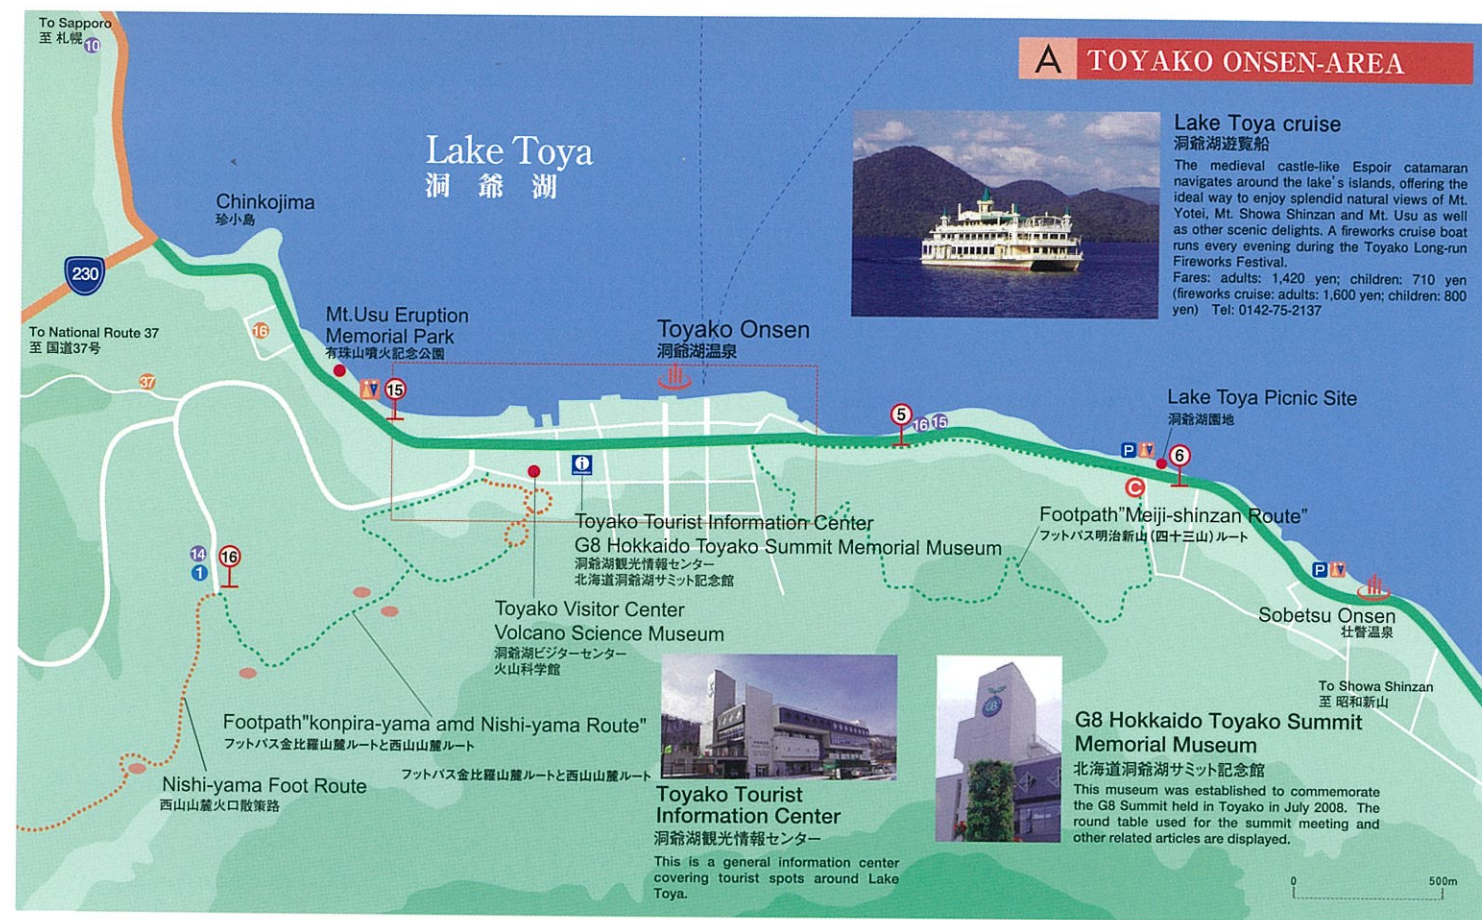 To Sapporo
至 札幌
10
A TOYAKO ONSEN-AREA
Lake Toya
洞爺湖
Lake Toya cruise
洞爺湖遊覧船
The medieval castle-like Espoir catamaran
navigates around the lake's islands, offering the
ideal way to enjoy splendid natural views of Mt.
Yotei, Mt. Showa Shinzan and Mt. Usu as well
as other scenic delights. A fireworks cruise boat
runs every evening during the Toyako Long-run
Fireworks Festival.
Fares: adults: 1,420 yen; children: 710 yen
(fireworks cruise: adults: 1,600 yen; children: 800
yen) Tel: 0142-75-2137
Chinkojima
珍小島
230
To National Route 37
至 国道37号
16
37
Mt.Usu Eruption
Memorial Park
有珠山噴火記念公園
15
Toyako Onsen
洞爺湖温泉
5
16 15
Lake Toya Picnic Site
洞爺湖園地
P
6
C
i
Toyako Tourist Information Center
G8 Hokkaido Toyako Summit Memorial Museum
洞爺湖観光情報センター
北海道洞爺湖サミット記念館
Footpath"Meiji-shinzan Route"
フットパス明治新山(四十三山)ルート
14
1
16
P
Sobetsu Onsen
壮瞥温泉
Toyako Visitor Center
Volcano Science Museum
洞爺湖ビジターセンター
火山科学館
To Showa Shinzan
至 昭和新山
Footpath"konpira-yama amd Nishi-yama Route"
フットパス金比羅山麓ルートと西山山麓ルート
フットパス金比羅山麓ルートと西山山麓ルート
Nishi-yama Foot Route
西山山麓火口散策路
Toyako Tourist
Information Center
洞爺湖観光情報センター
This is a general information center
covering tourist spots around Lake
Toya.
G8
G8 Hokkaido Toyako Summit
Memorial Museum
北海道洞爺湖サミット記念館
This museum was established to commemorate
the G8 Summit held in Toyako in July 2008. The
round table used for the summit meeting and
other related articles are displayed.
0 500m